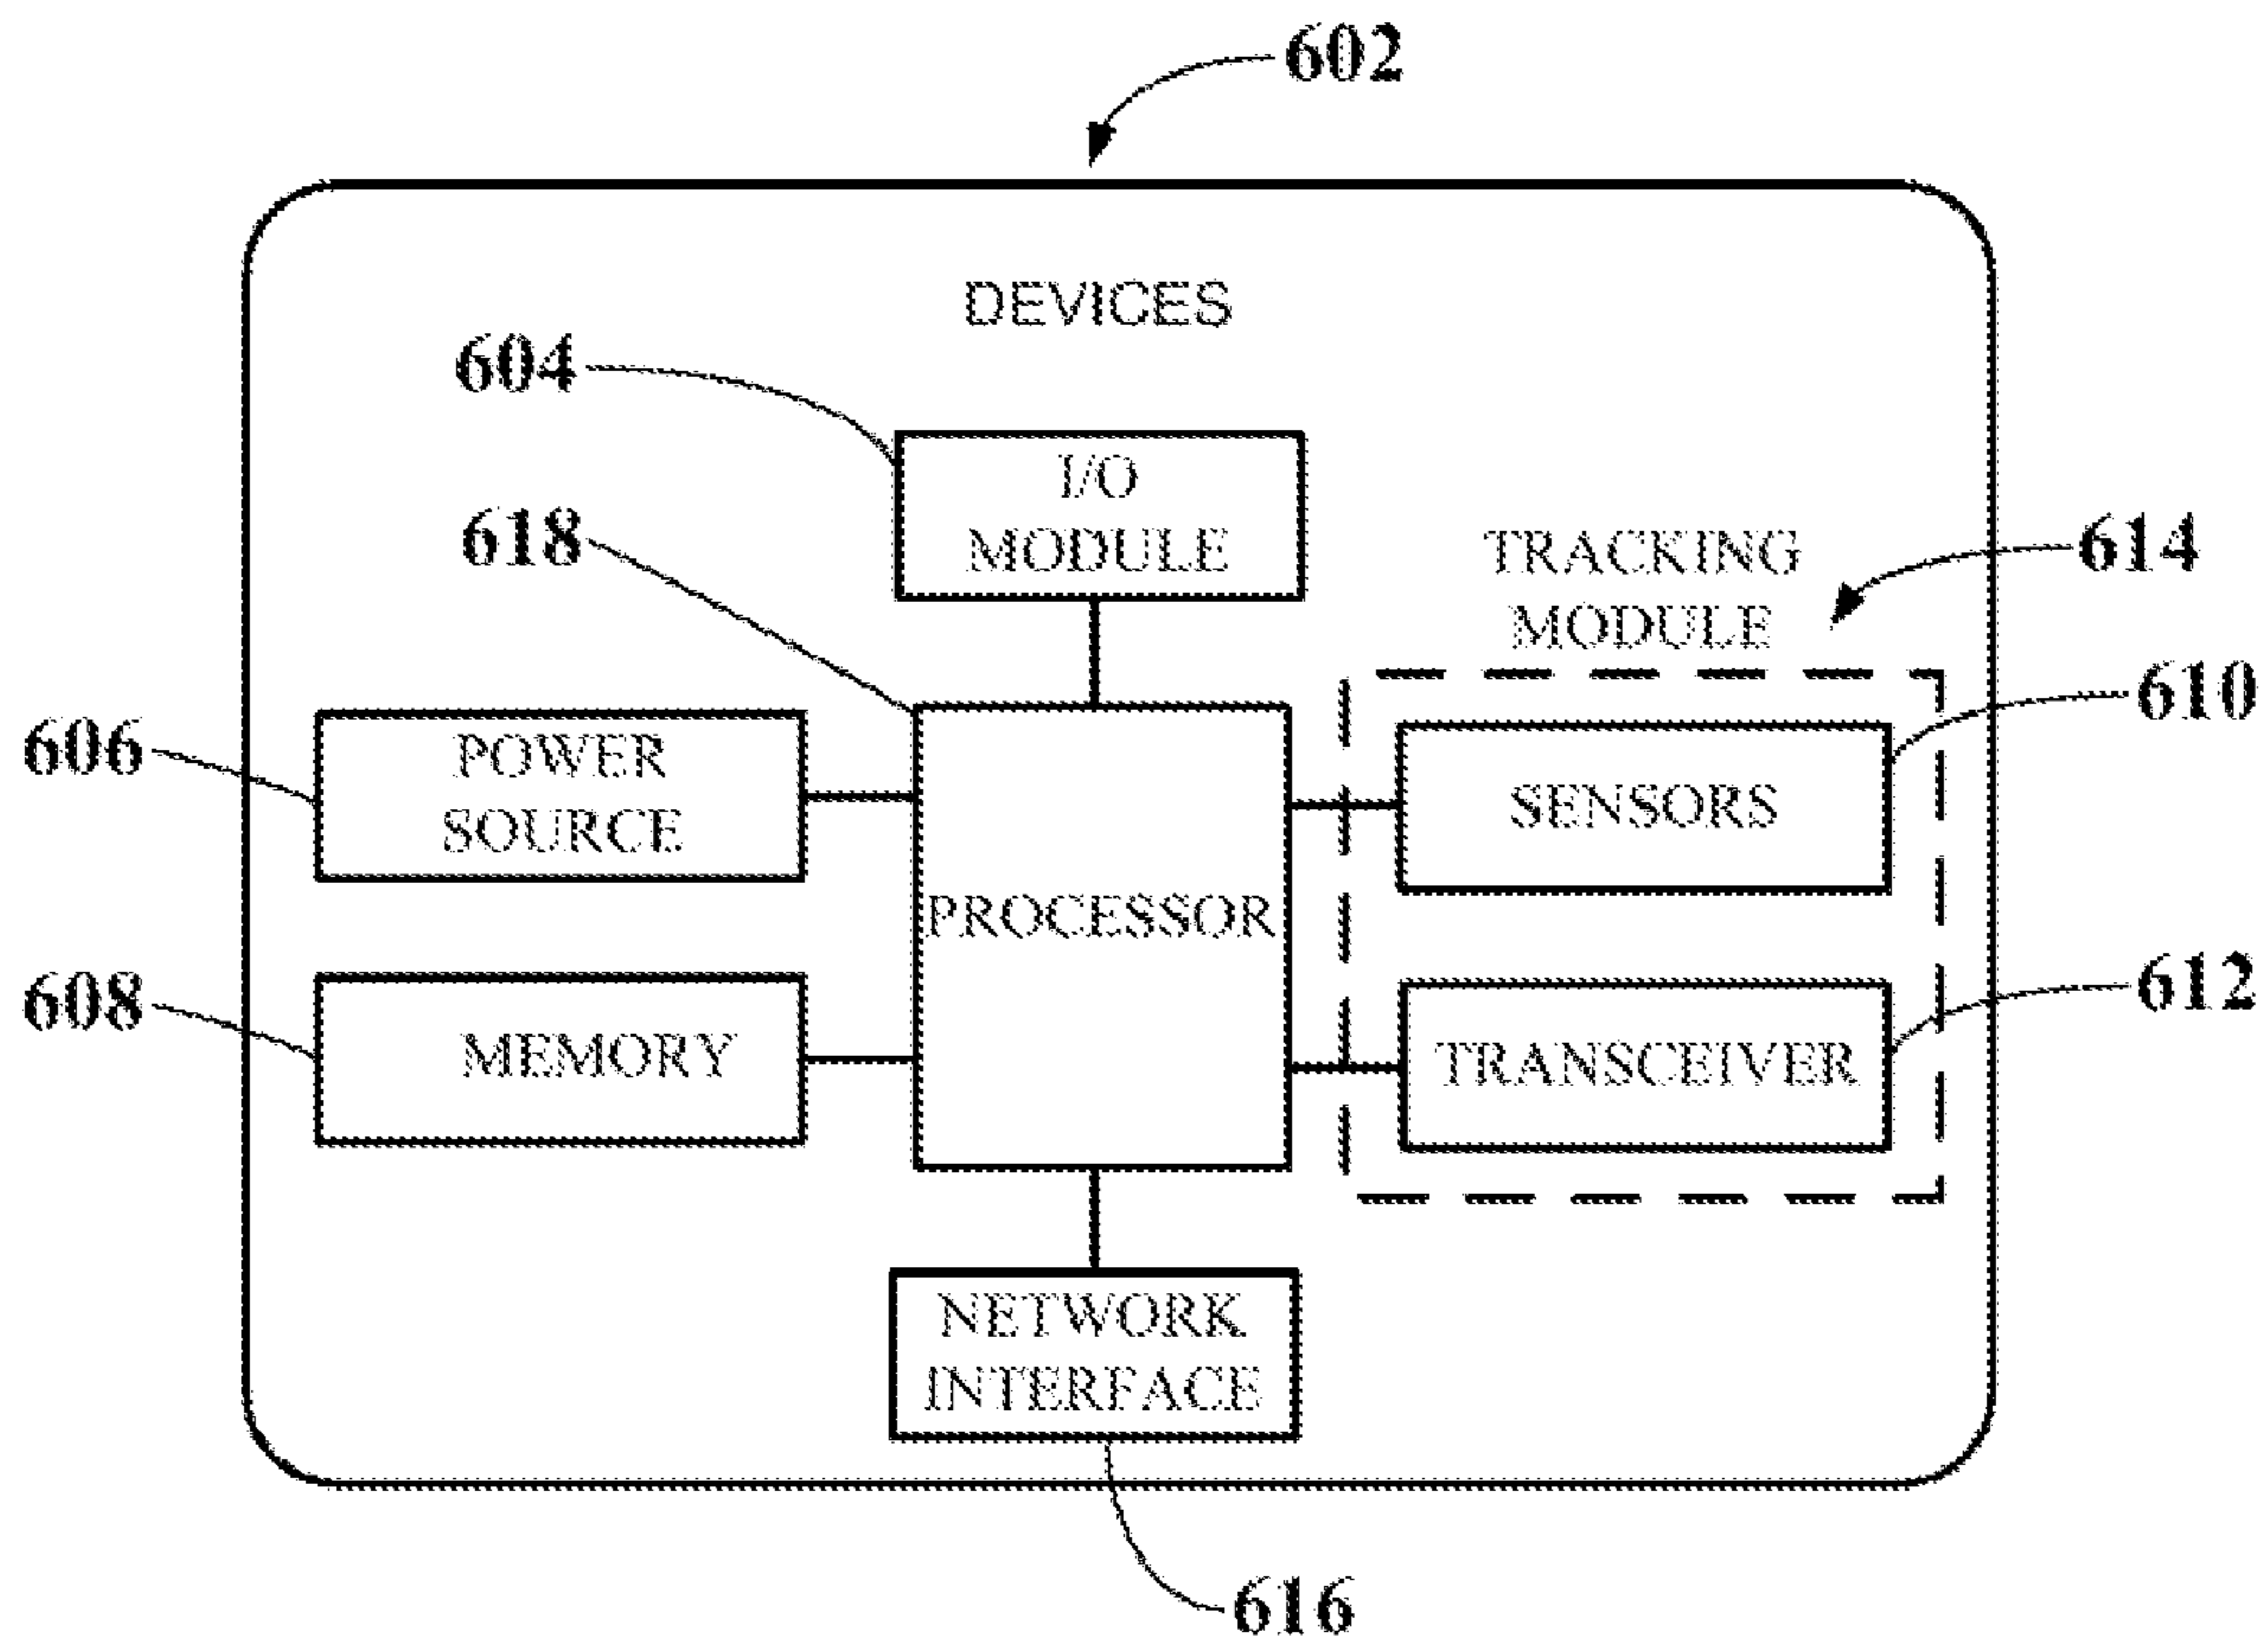 602
DEVICES
604
I/O
MODULE
618
TRACKING
MODULE
614
610
606
POWER
SOURCE
SENSORS
PROCESSOR
608
MEMORY
TRANSCEIVER
612
NETWORK
INTERFACE
616